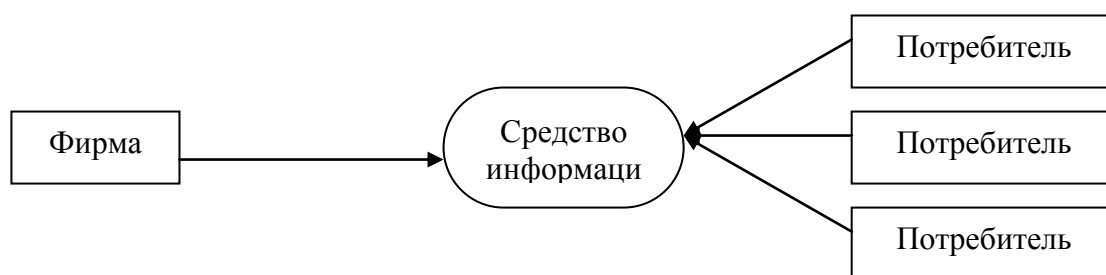 Потребитель
Фирма
Средство
информаци
Потребитель
Потребитель